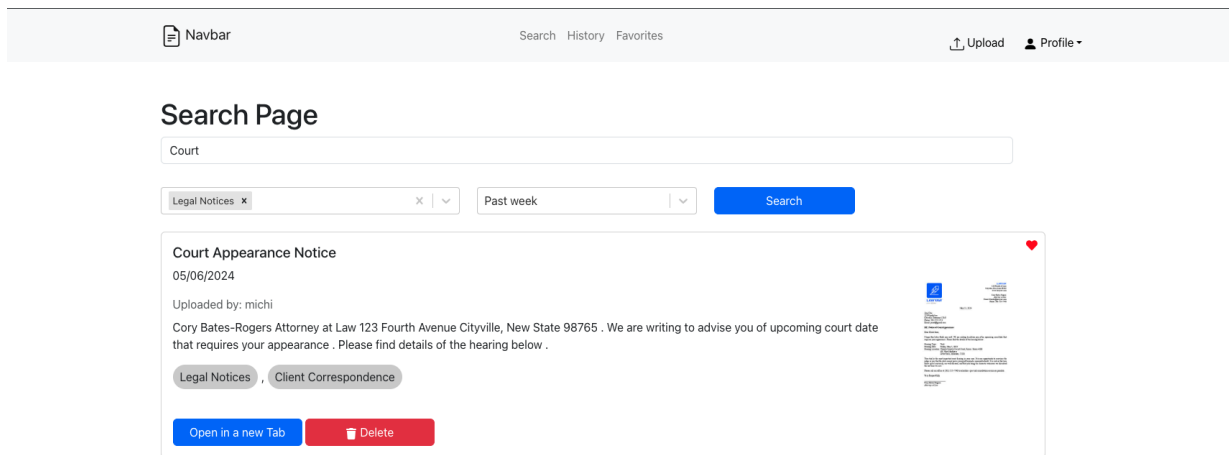 Navbar
Search History Favorites
Upload
Profile
Search Page
Court
Legal Notices x
Past week
Search
Court Appearance Notice
05/06/2024
Uploaded by: michi
Cory Bates-Rogers Attorney at Law 123 Fourth Avenue Cityville, New State 98765 . We are writing to advise you of upcoming court date
that requires your appearance . Please find details of the hearing below .
Legal Notices , Client Correspondence
Open in a new Tab
Delete